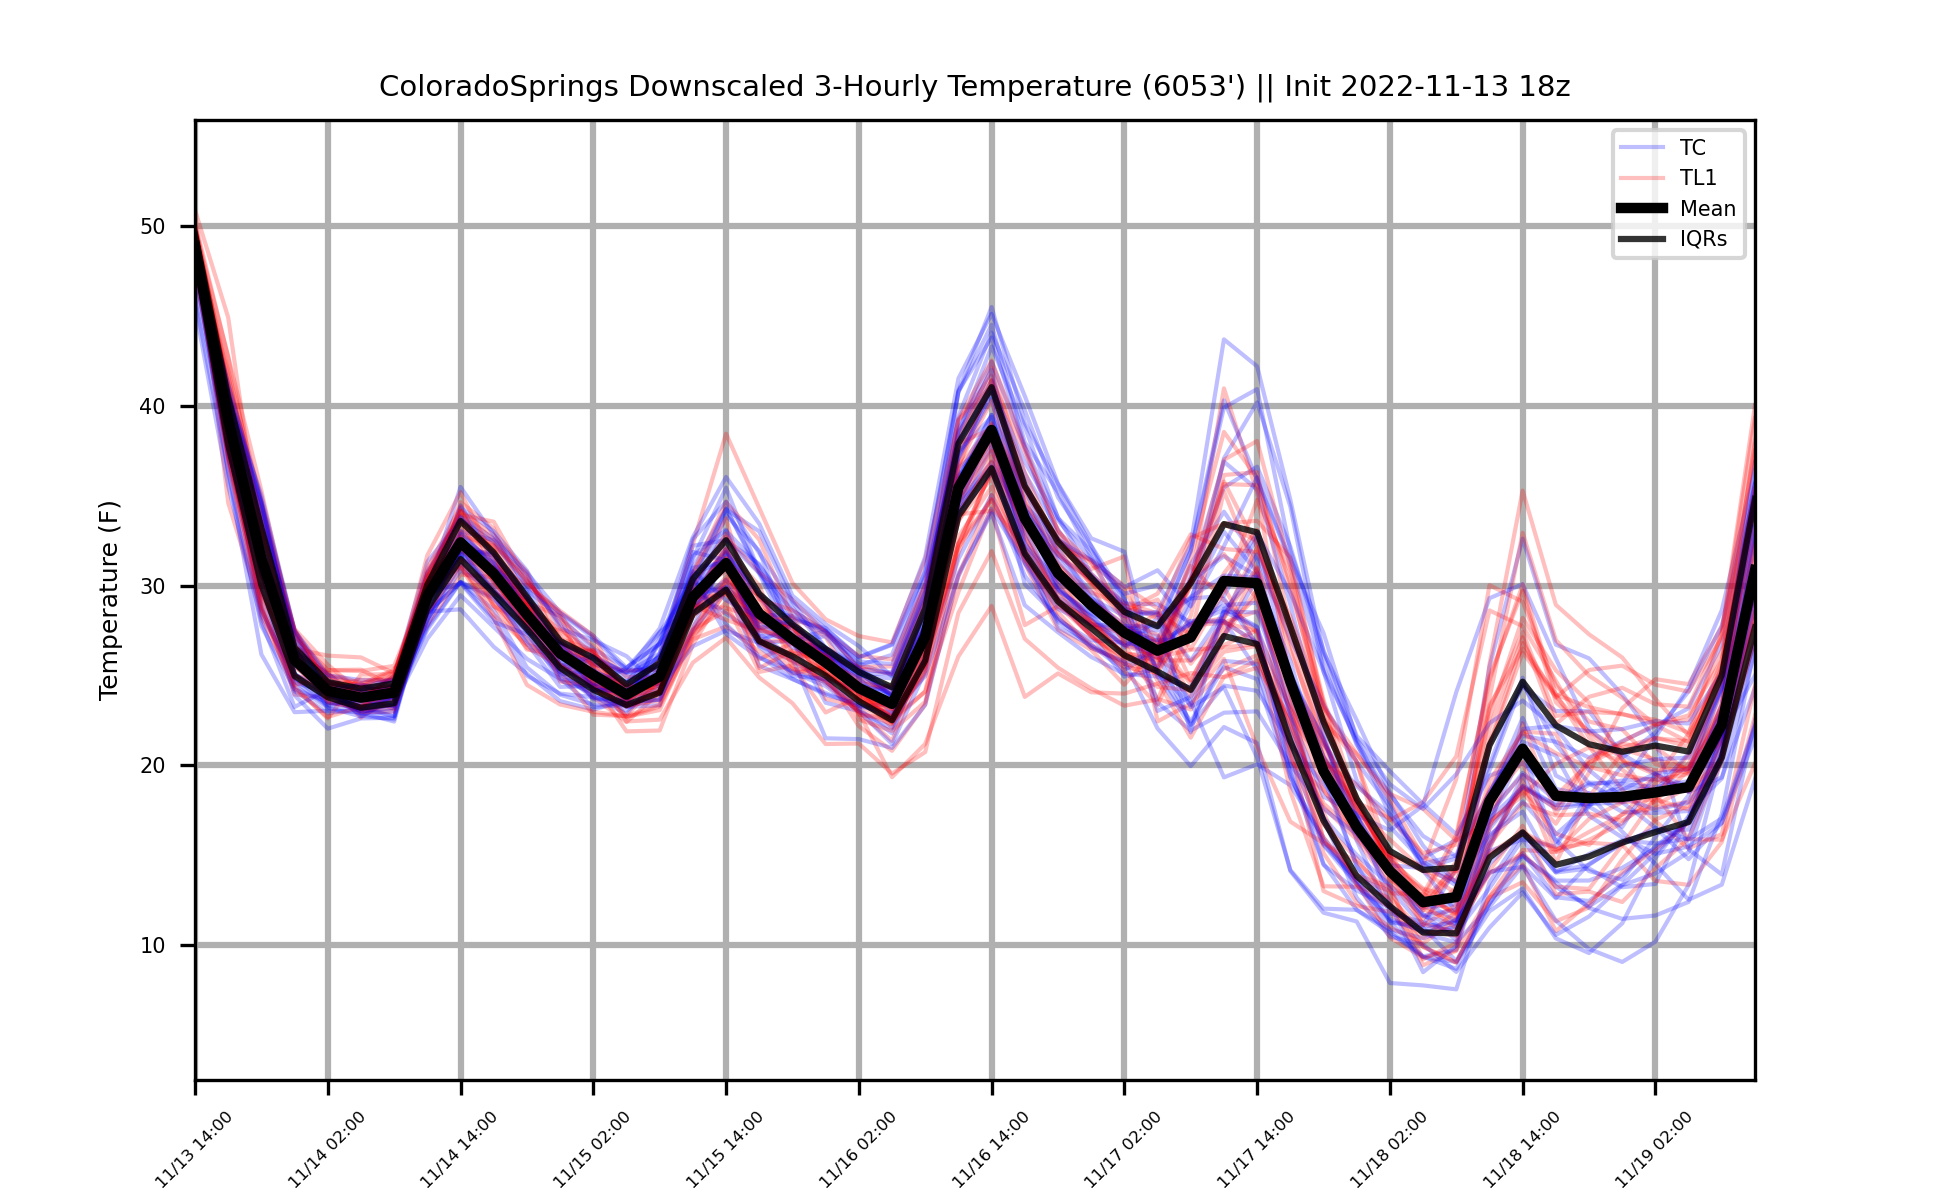 ColoradoSprings Downscaled 3-Hourly Temperature (6053') || Init 2022-11-13 18z
TC
TL1
Mean
IQRs
Temperature (F)
50
40
30
20
10
11/13 14:00
11/14 02:00
11/14 14:00
11/15 02:00
11/15 14:00
11/16 02:00
11/16 14:00
11/17 02:00
11/17 14:00
11/18 02:00
11/18 14:00
11/19 02:00